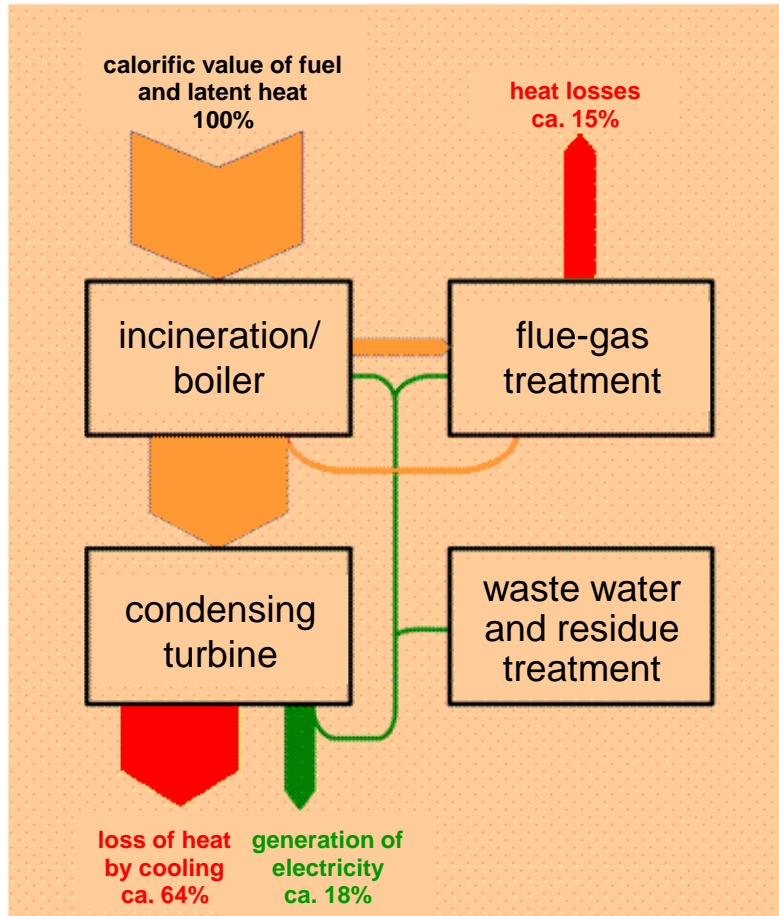 calorific value of fuel
and latent heat
100%
heat losses
ca. 15%
incineration/
boiler
flue-gas
treatment
condensing
turbine
waste water
and residue
treatment
loss of heat
by cooling
ca. 64%
generation of
electricity
ca. 18%